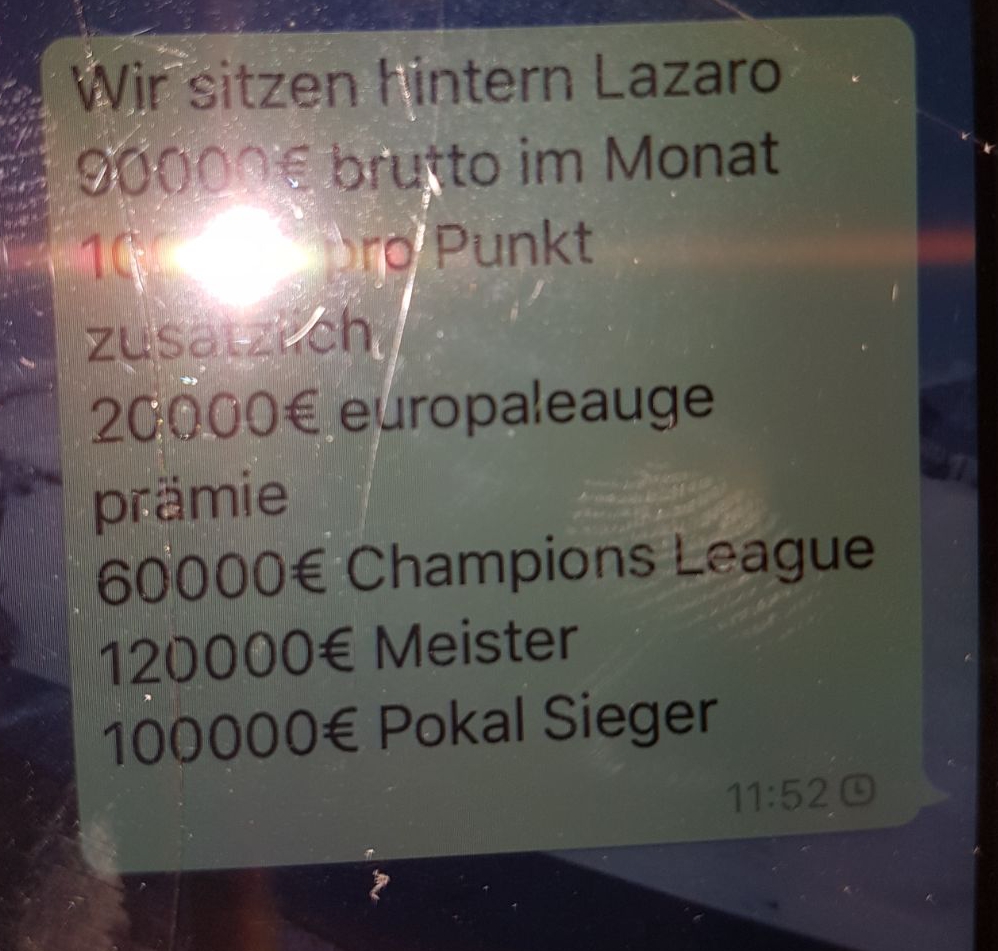 Wir sitzen hintern Lazaro
90000€ brutto im Monat
pro Punkt
zusätzlich
20000€ europaleauge
prämie
60000€ Champions League
120000€ Meister
100000€ Pokal Sieger
11:52